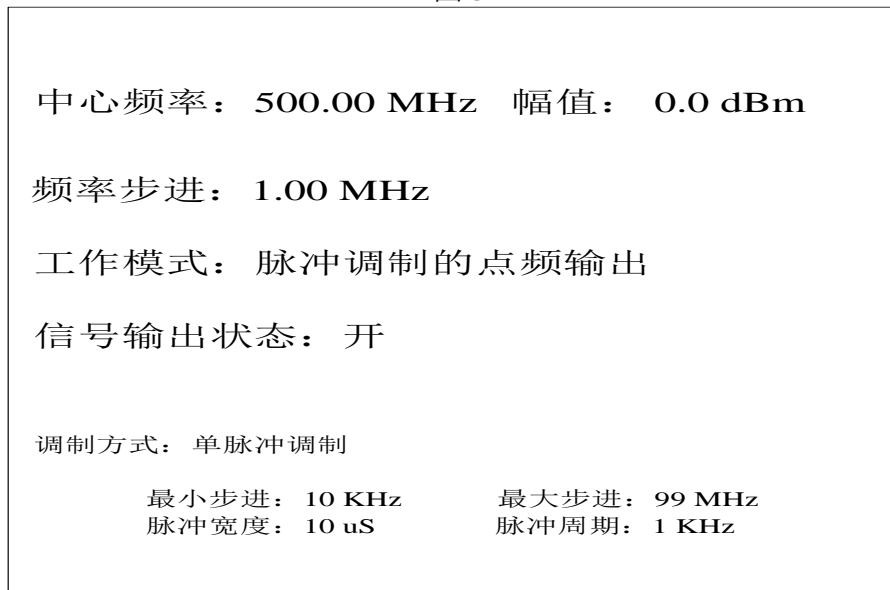 中心频率：500.00 MHz 幅值： 0.0 dBm
频率步进：1.00 MHz
工作模式：脉冲调制的点频输出
信号输出状态：开
调制方式：单脉冲调制
最小步进：10 KHz 最大步进：99 MHz
脉冲宽度：10 uS 脉冲周期：1 KHz